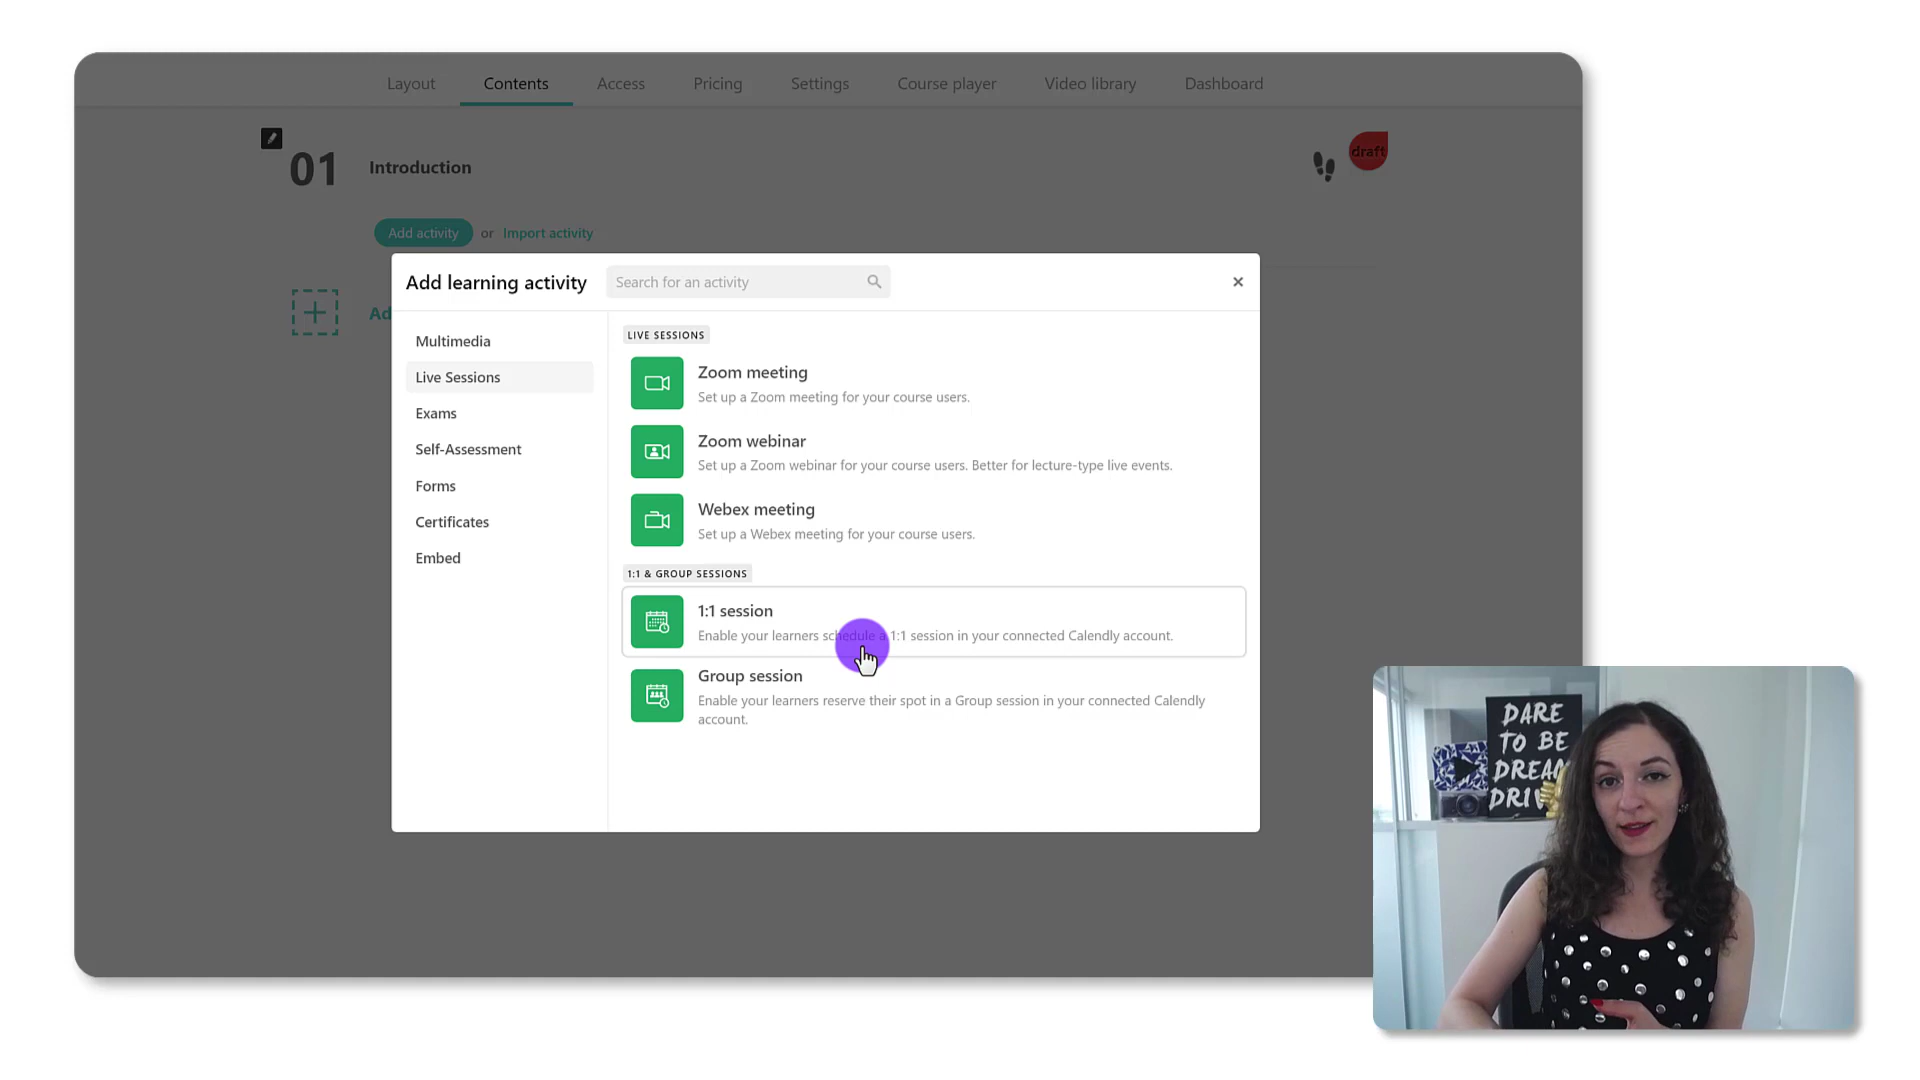 Layout Contents Access Pricing Settings Course player Video library Dashboard
01 Introduction
draft
Add activity or Import activity
Ad
Add learning activity
Search for an activity
Multimedia
Live Sessions
Exams
Self-Assessment
Forms
Certificates
Embed
LIVE SESSIONS
Zoom meeting
Set up a Zoom meeting for your course users.
Zoom webinar
Set up a Zoom webinar for your course users. Better for lecture-type live events.
Webex meeting
Set up a Webex meeting for your course users.
1:1 & GROUP SESSIONS
1:1 session
Enable your learners schedule a 1:1 session in your connected Calendly account.
Group session
Enable your learners reserve their spot in a Group session in your connected Calendly
account.
DARE
TO BE
DREAM
DRIV